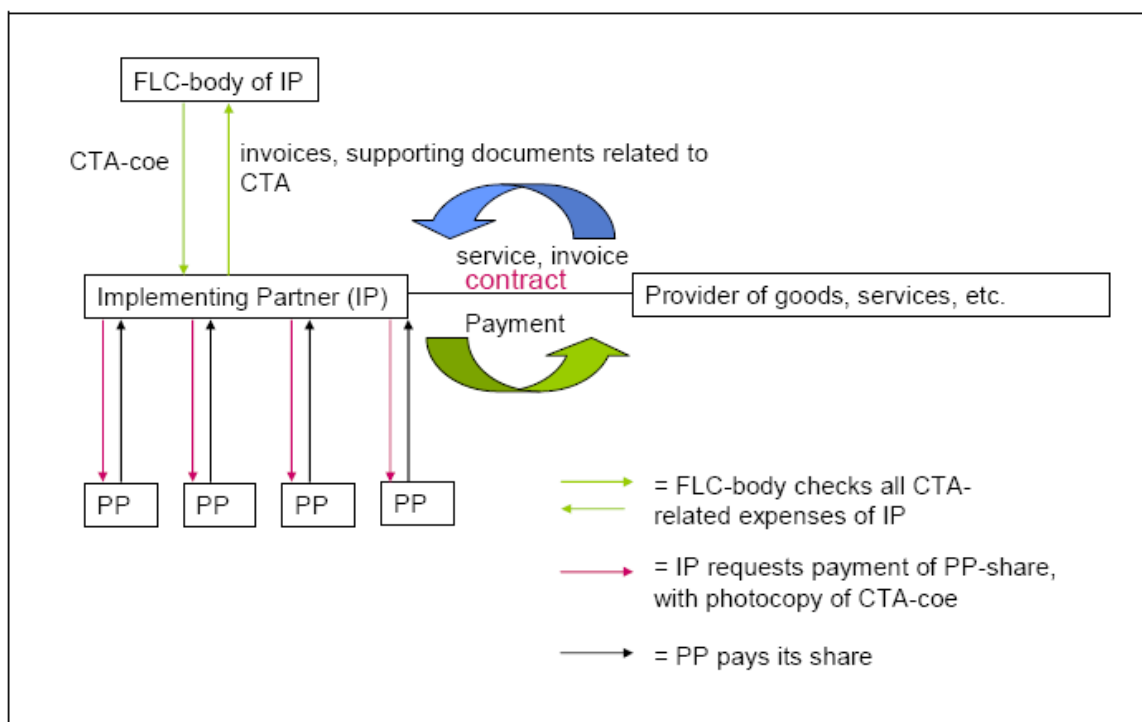 FLC-body of IP
CTA-coe
invoices, supporting documents related to
CTA
service, invoice
contract
Implementing Partner (IP)
Provider of goods, services, etc.
Payment
PP
PP
PP
PP
= FLC-body checks all CTA-
related expenses of IP
= IP requests payment of PP-share,
with photocopy of CTA-coe
= PP pays its share